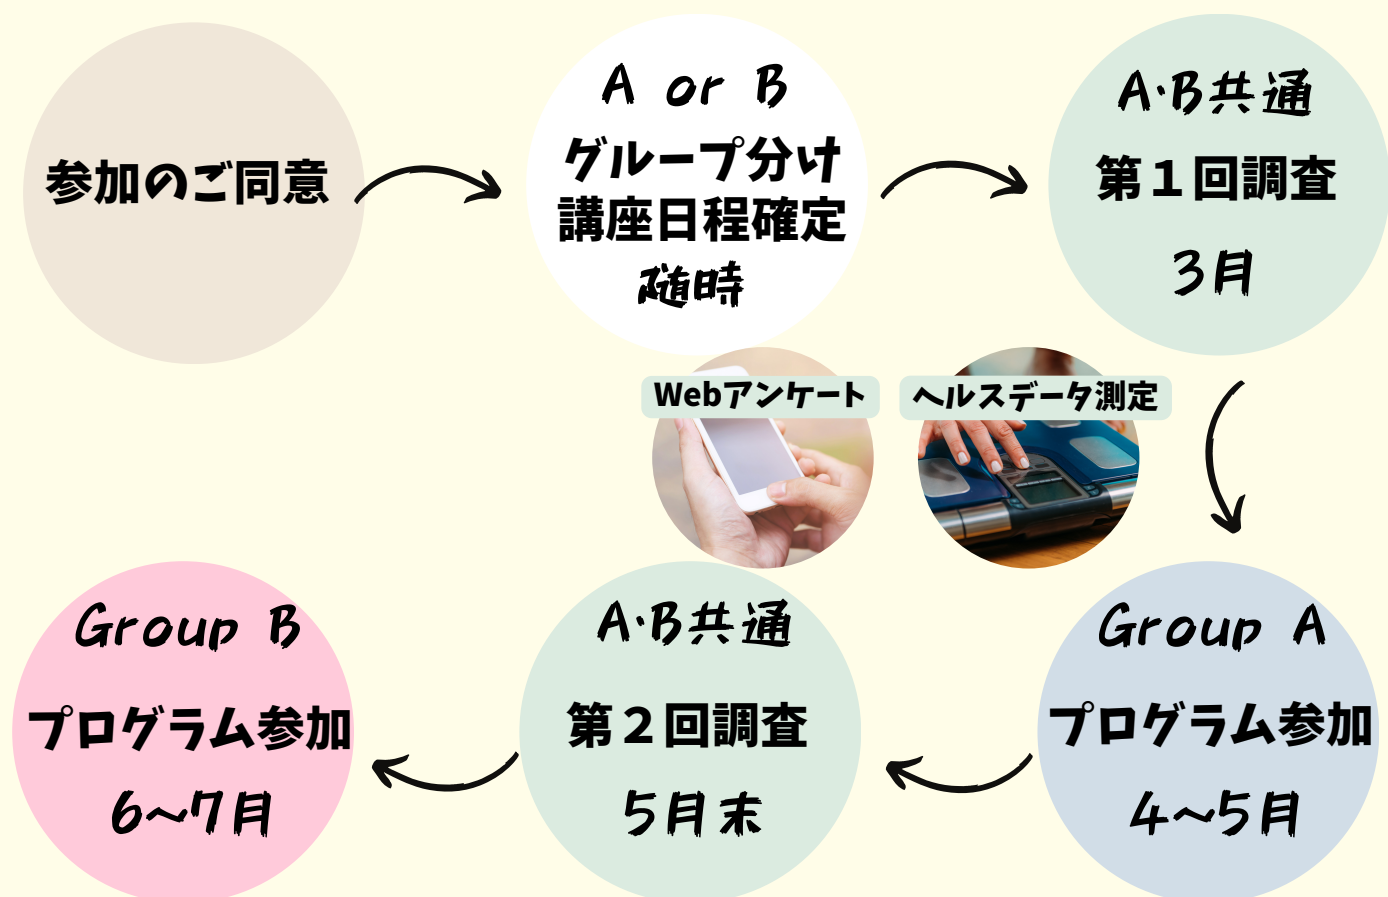 参加のご同意
A or B
グループ分け
講座日程確定
随時
A·B共通
第１回調査
3月
Webアンケート
ヘルスデータ測定
Group A
プログラム参加
4〜5月
A·B共通
第２回調査
5月末
Group B
プログラム参加
6〜7月